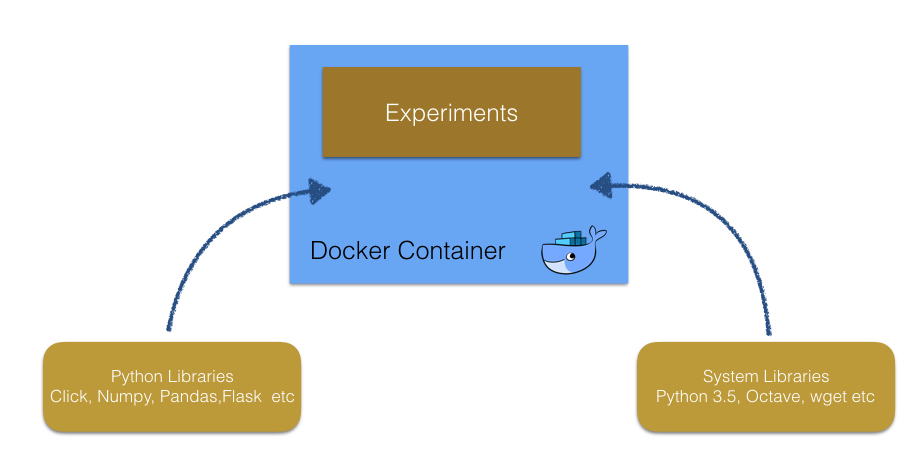 Experiments
Docker Container
Python Libraries
Click, Numpy, Pandas,Flask  etc
System Libraries
Python 3.5, Octave, wget etc